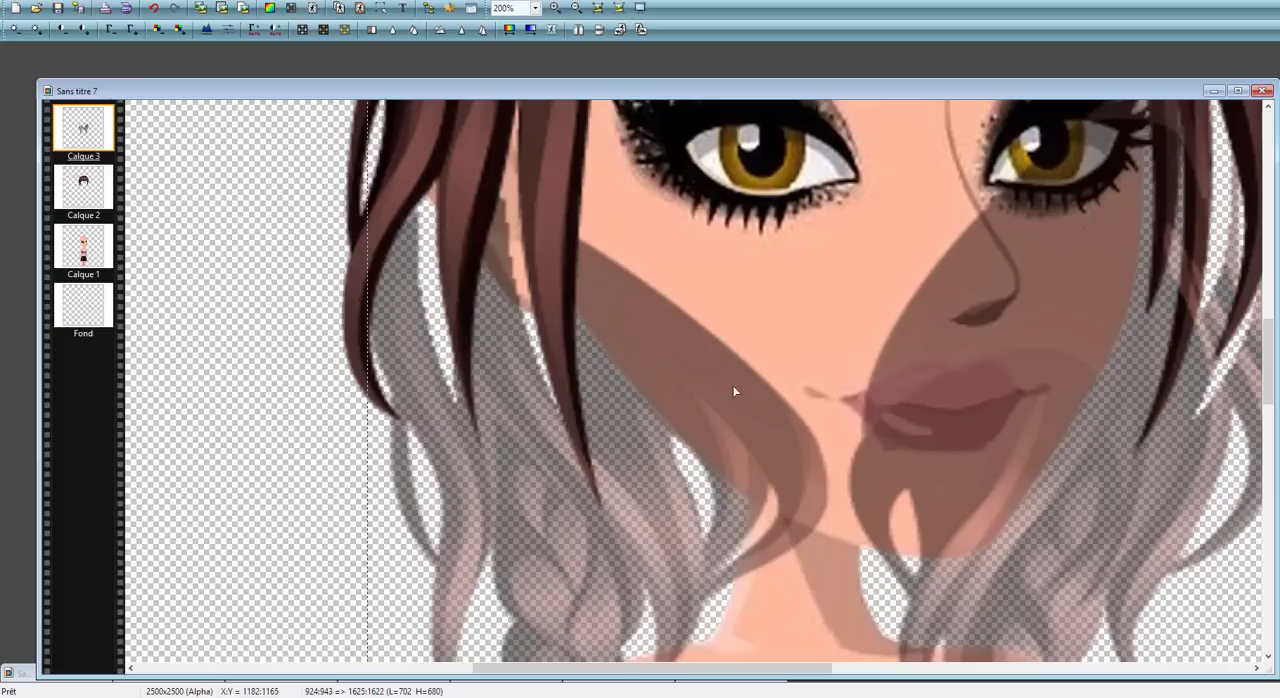 200%
Sans titre 7
Calque 3
Calque 2
Calque 1
Fond
Prêt
2500x2500 (Alpha)
X:Y = 1182:1165
924:943 => 1625:1622 (L=702 H=680)